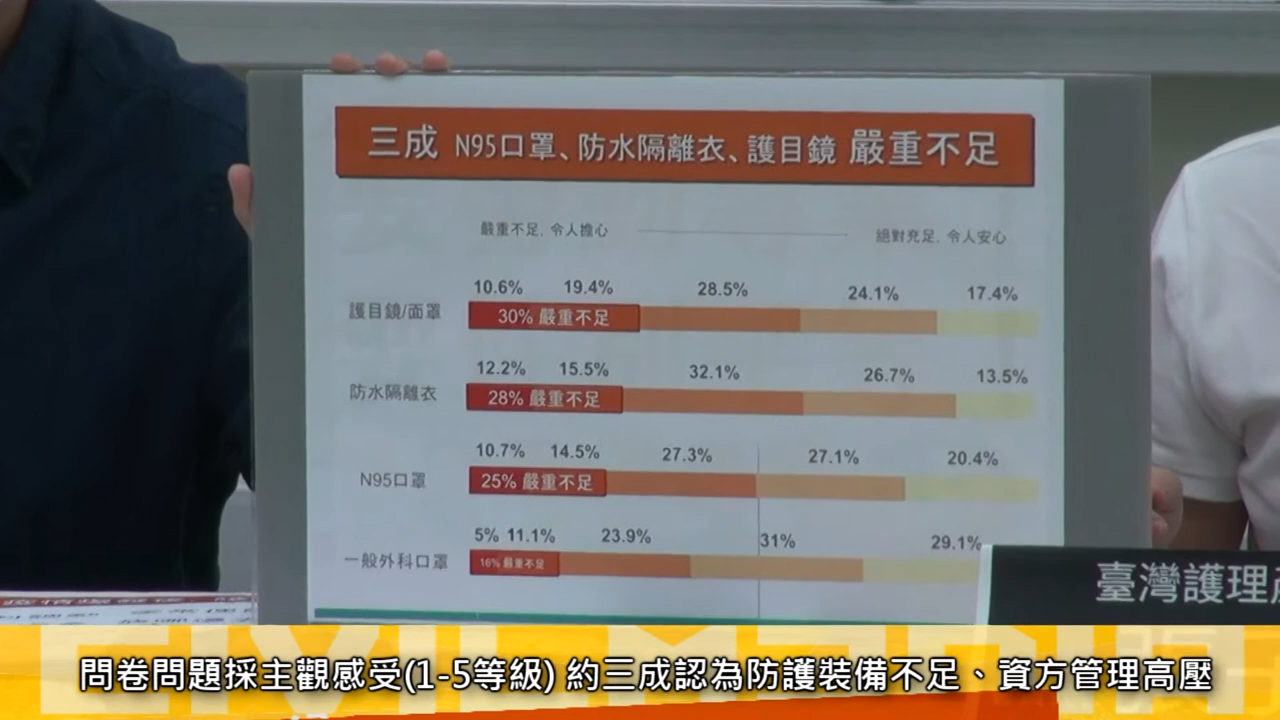 三成 N95口罩、防水隔離衣、護目鏡 嚴重不足
嚴重不足, 令人擔心
絕對充足, 令人安心
10.6% 19.4% 28.5% 24.1% 17.4%
護目鏡/面罩
30% 嚴重不足
12.2% 15.5% 32.1% 26.7% 13.5%
防水隔離衣
28% 嚴重不足
10.7% 14.5% 27.3% 27.1% 20.4%
N95口罩
25% 嚴重不足
5% 11.1% 23.9% 31% 29.1%
一般外科口罩
16% 嚴重不足
臺灣護理
問卷問題採主觀感受(1-5等級) 約三成認為防護裝備不足、資方管理高壓